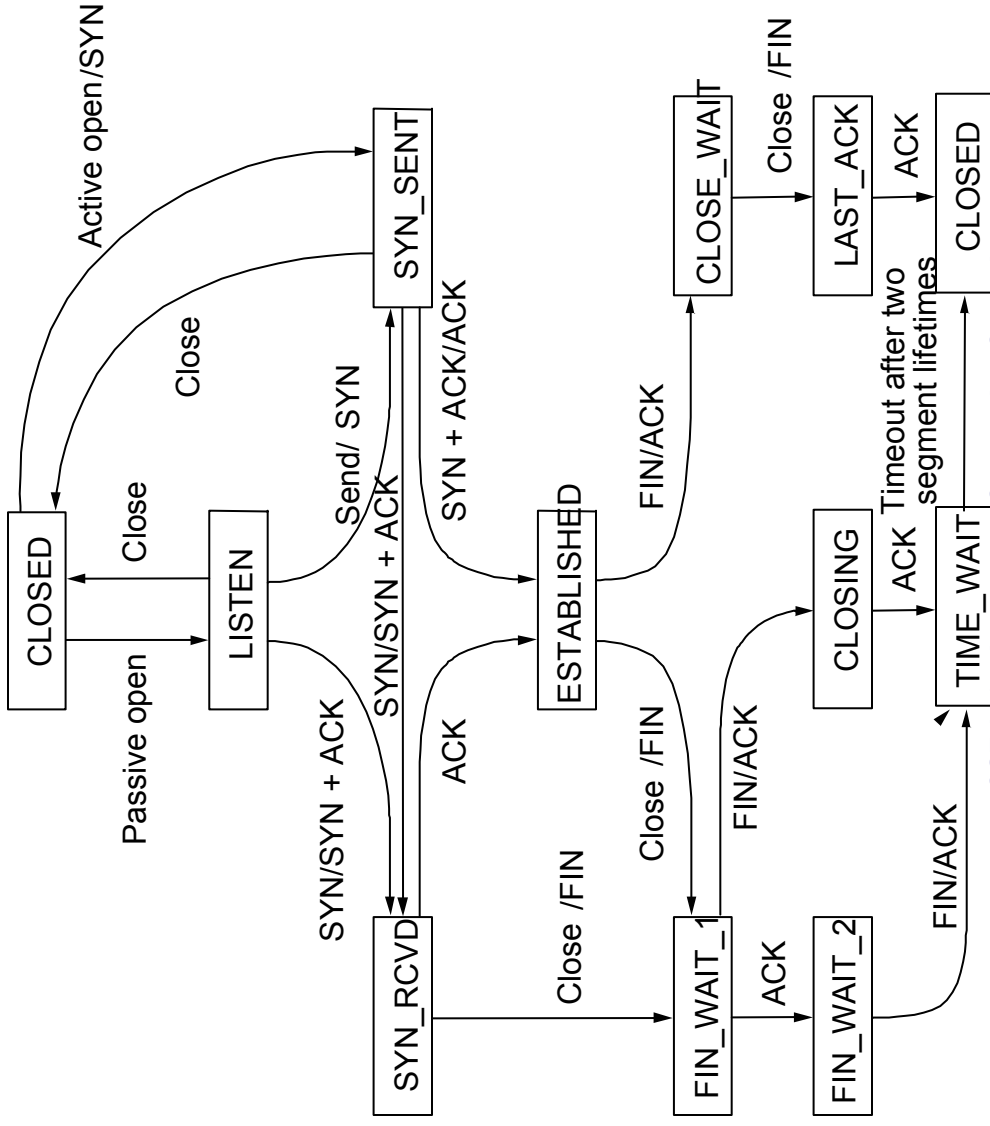 CLOSED
Active open/SYN
Close
Close
Passive open
LISTEN
SYN/SYN + ACK
Send/ SYN
SYN/SYN + ACK
SYN_RCVD
SYN_SENT
ACK
SYN + ACK/ACK
Close /FIN
ESTABLISHED
Close /FIN
FIN/ACK
FIN_WAIT_1
FIN/ACK
CLOSE_WAIT
ACK
Close /FIN
FIN_WAIT_2
CLOSING
LAST_ACK
ACK
Timeout after two
segment lifetimes
ACK
FIN/ACK
TIME_WAIT
CLOSED